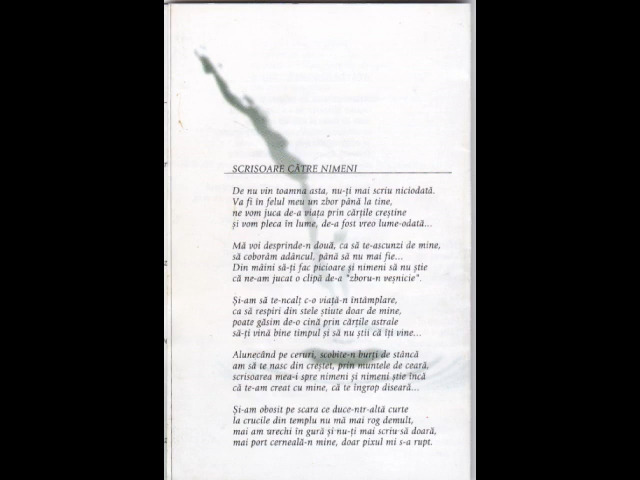 SCRISOARE CĂTRE NIMENI
De nu vin toamna asta, nu-ți mai scriu niciodată.
Va fi în felul meu un zbor până la tine,
ne vom juca de-a viața prin cărțile creștine
și vom pleca în lume, de-a fost vreo lume-odată...
Mă voi desprinde-n două, ca să te-ascunzi de mine,
să coborâm adâncul, până să nu mai fie...
Din mâini să-ți fac picioare și nimeni să nu știe
că ne-am jucat o clipă de-a "zboru-n veșnicie".
Și-am să te-ncalț c-o viață-n întâmplare,
ca să respiri din stele știute doar de mine,
poate găsim de-o cină prin cărțile astrale
să-ți vină bine timpul și să nu știi că îți vine...
Alunecând pe ceruri, scobite-n burți de stâncă
am să te nasc din creștet, prin muntele de ceară,
scrisoarea mea-i spre nimeni și nimeni știe încă
că te-am creat cu mine, că te îngrop diseară...
Și-am obosit pe scara ce duce-ntr-altă curte
la crucile din templu nu mă mai rog demult,
mai am urechi în gură și nu-ți mai scriu să doară,
mai port cerneală-n mine, doar pixul mi s-a rupt.